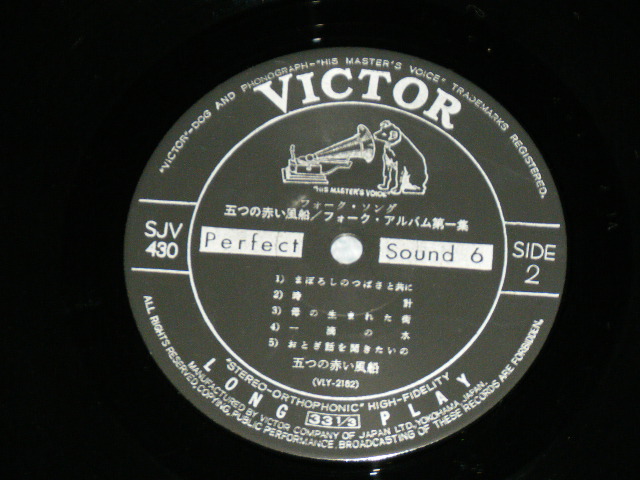 "VICTOR"-DOG AND PHONOGRAPH-"HIS MASTER'S VOICE" TRADEMARKS REGISTERED.
VICTOR
"HIS MASTER'S VOICE"
フォーク・ソング
五つの赤い風船/フォーク・アルバム第一集
SJV
430
Perfect Sound 6
SIDE
2
1) まぼろしのつばさと共に
2) 時計
3) 母の生まれた街
4) 一滴の水
5) おとぎ話を聞きたいの
五つの赤い風船
(VLY-2182)
"STEREO-ORTHOPHONIC" HIGH-FIDELITY
LONG 33 1/3 PLAY
MANUFACTURED BY VICTOR COMPANY OF JAPAN LTD., YOKOHAMA, JAPAN.
ALL RIGHTS RESERVED, COPYING, PUBLIC PERFORMANCE, BROADCASTING OF THESE RECORDS ARE FORBIDDEN.